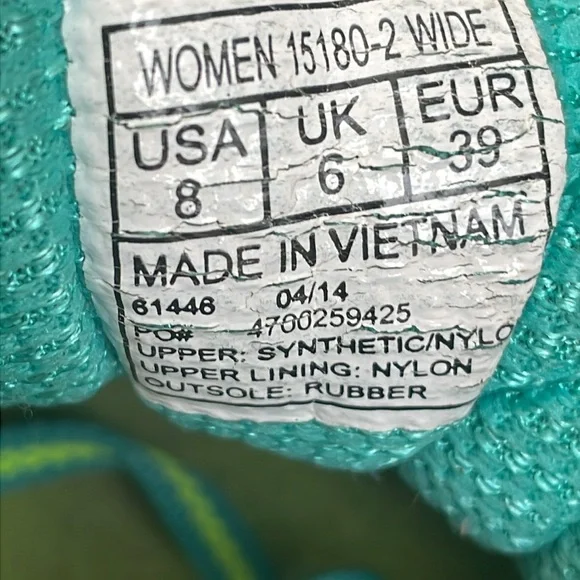 WOMEN 15180-2 WIDE
USA UK EUR
8 6 39
MADE IN VIETNAM
61446 04/14
PO# 4700259425
UPPER: SYNTHETIC/NYLO
UPPER LINING: NYLON
OUTSOLE: RUBBER